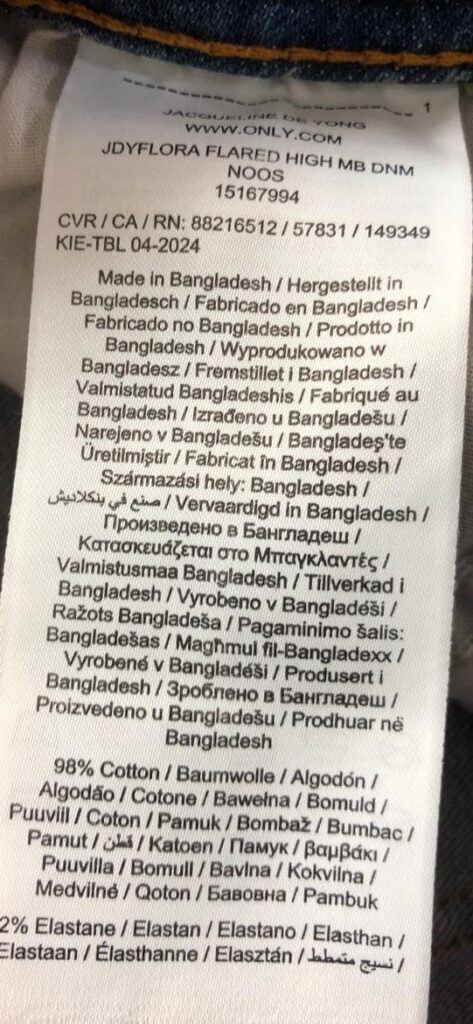 1
JACQUELINE DE YONG
WWW.ONLY.COM
JDYFLORA FLARED HIGH MB DNM
NOOS
15167994
CVR / CA / RN: 88216512 / 57831 / 149349
KIE-TBL 04-2024
Made in Bangladesh / Hergestellt in
Bangladesch / Fabricado en Bangladesh /
Fabricado no Bangladesh / Prodotto in
Bangladesh / Wyprodukowano w
Bangladesz / Fremstillet i Bangladesh /
Valmistatud Bangladeshis / Fabriqué au
Bangladesh / Izrađeno u Bangladešu /
Narejeno v Bangladešu / Bangladeş'te
Üretilmiştir / Fabricat în Bangladesh /
Származási hely: Bangladesh /
صنع في بنكلاديش / Vervaardigd in Bangladesh /
Произведено в Бангладеш /
Κατασκευάζεται στο Μπαγκλαντές /
Valmistusmaa Bangladesh / Tillverkad i
Bangladesh / Vyrobeno v Bangladéši /
Ražots Bangladeša / Pagaminimo šalis:
Bangladešas / Magħmul fil-Bangladexx /
Vyrobené v Bangladéši / Produsert i
Bangladesh / Зроблено в Бангладеш /
Proizvedeno u Bangladešu / Prodhuar në
Bangladesh
98% Cotton / Baumwolle / Algodón /
Algodão / Cotone / Bawełna / Bomuld /
Puuviill / Coton / Pamuk / Bombaž / Bumbac /
Pamut / قطن / Katoen / Памук / βαμβάκι /
Puuvilla / Bomull / Bavlna / Kokvilna /
Medvilnė / Qoton / Бавовна / Pambuk
2% Elastane / Elastan / Elastano / Elasthan /
Elastaan / Élasthanne / Elasztán / نسيج متمطط /